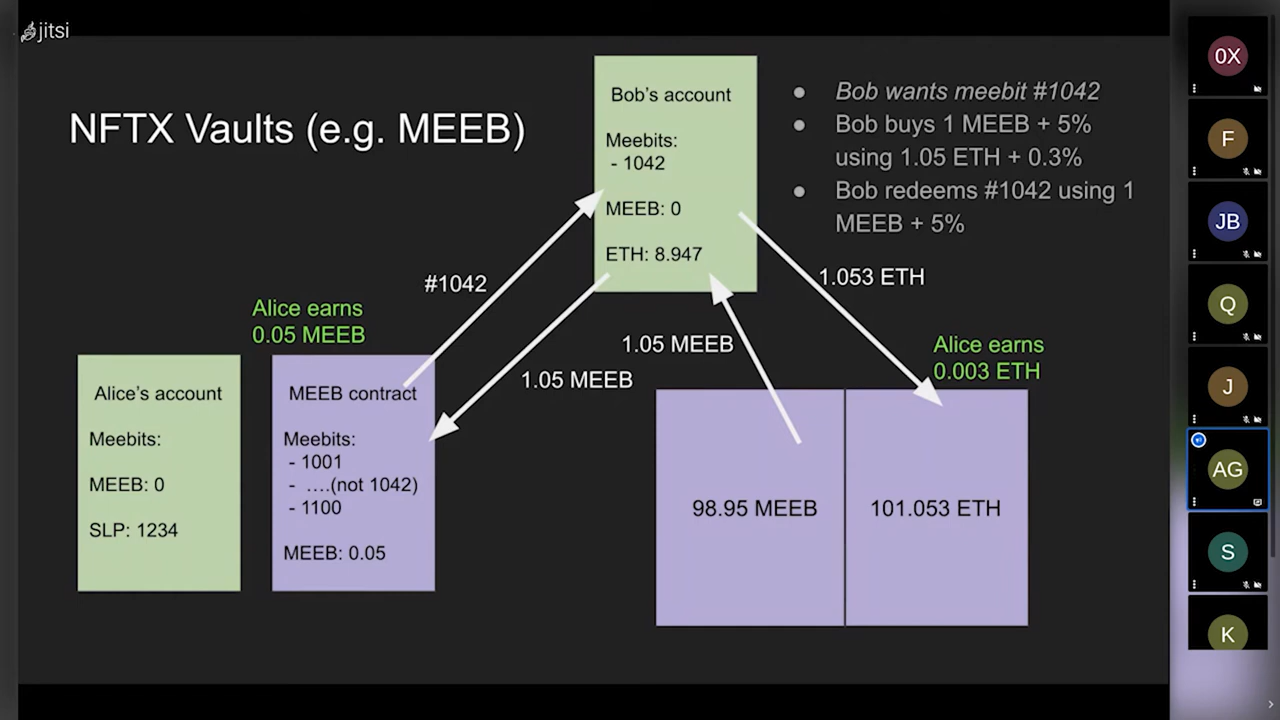 jitsi
NFTX Vaults (e.g. MEEB)
Bob's account
Meebits:
- 1042
MEEB: 0
ETH: 8.947
Bob wants meebit #1042
Bob buys 1 MEEB + 5%
using 1.05 ETH + 0.3%
Bob redeems #1042 using 1
MEEB + 5%
#1042
1.053 ETH
Alice earns
0.05 MEEB
1.05 MEEB
1.05 MEEB
Alice earns
0.003 ETH
Alice's account
Meebits:
MEEB: 0
SLP: 1234
MEEB contract
Meebits:
- 1001
- ....(not 1042)
- 1100
MEEB: 0.05
98.95 MEEB
101.053 ETH
0X
F
JB
Q
J
AG
S
K